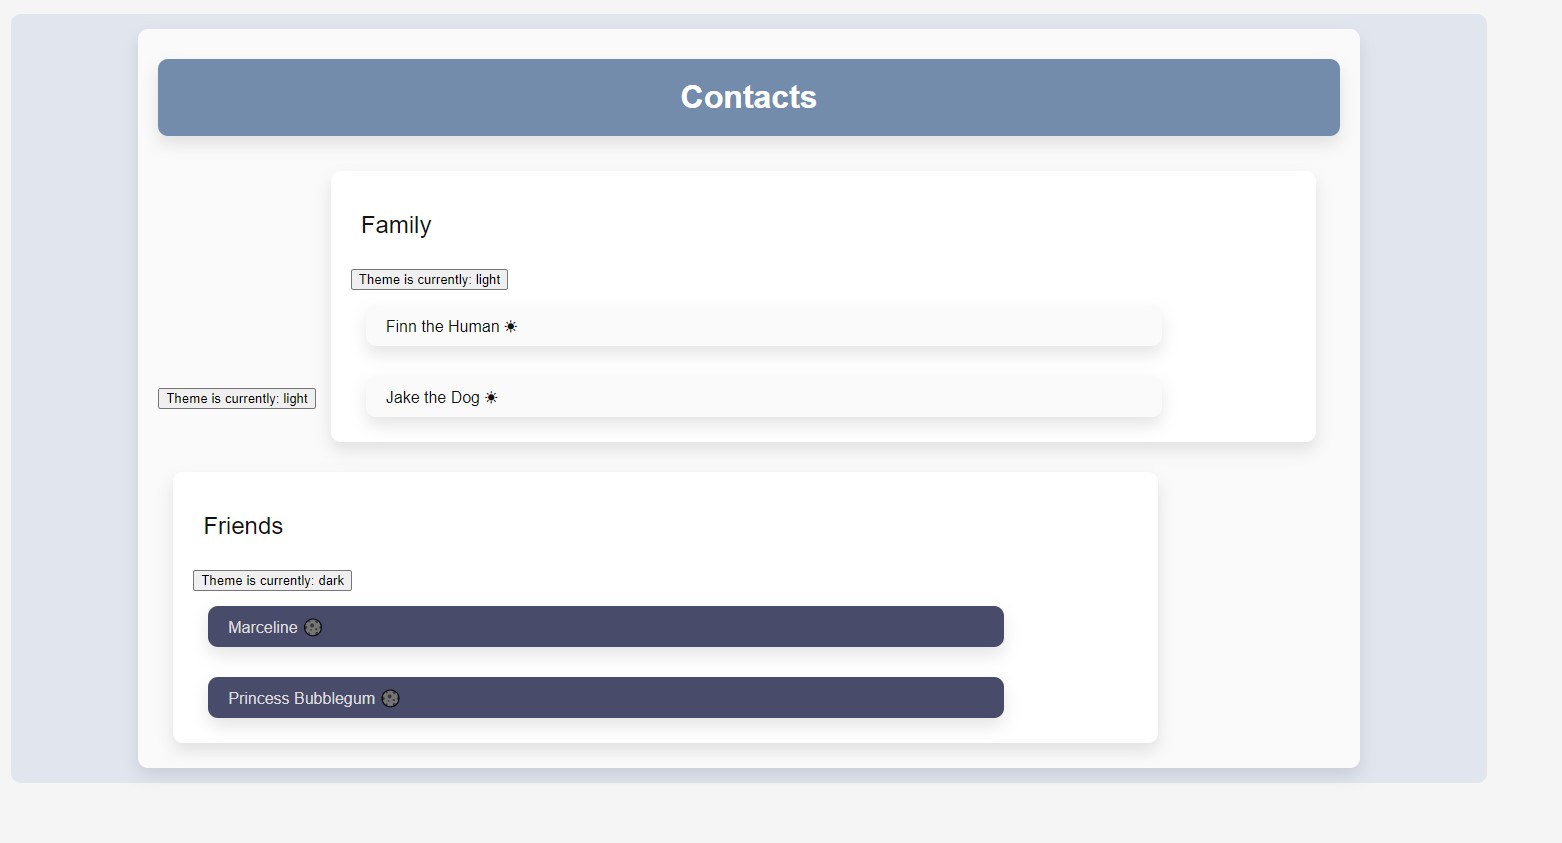 Contacts
Family
Theme is currently: light
Finn the Human ☀
Jake the Dog ☀
Theme is currently: light
Friends
Theme is currently: dark
Marceline 🌑
Princess Bubblegum 🌑